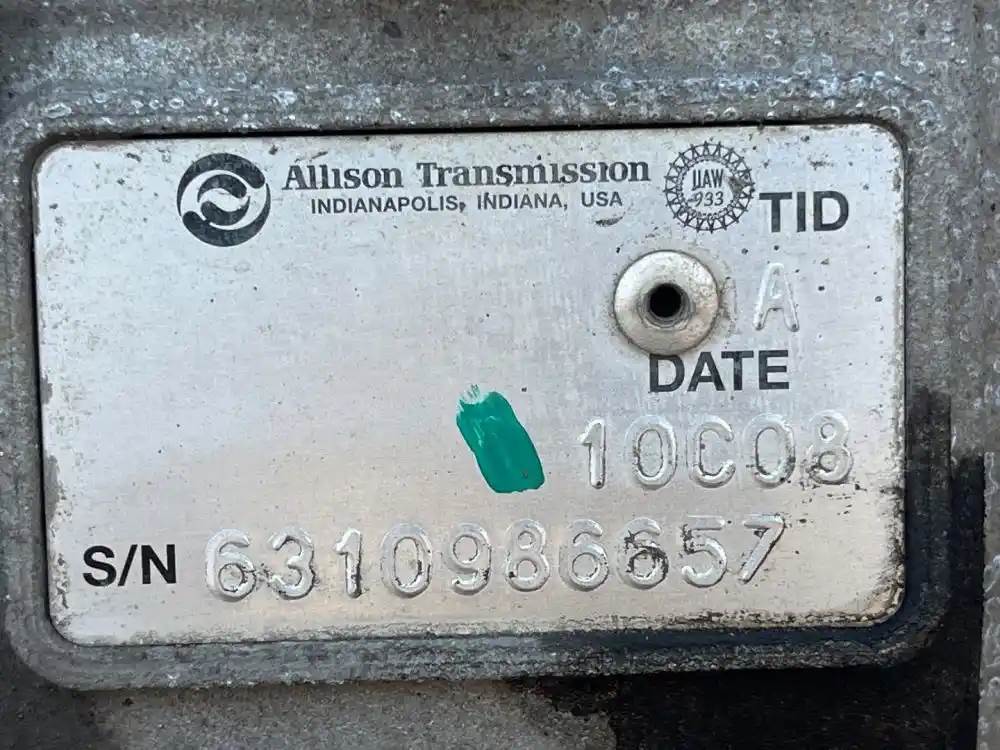 Allison Transmission
INDIANAPOLIS, INDIANA, USA
UAW
933
TID
A
DATE
10C08
S/N 6310986657